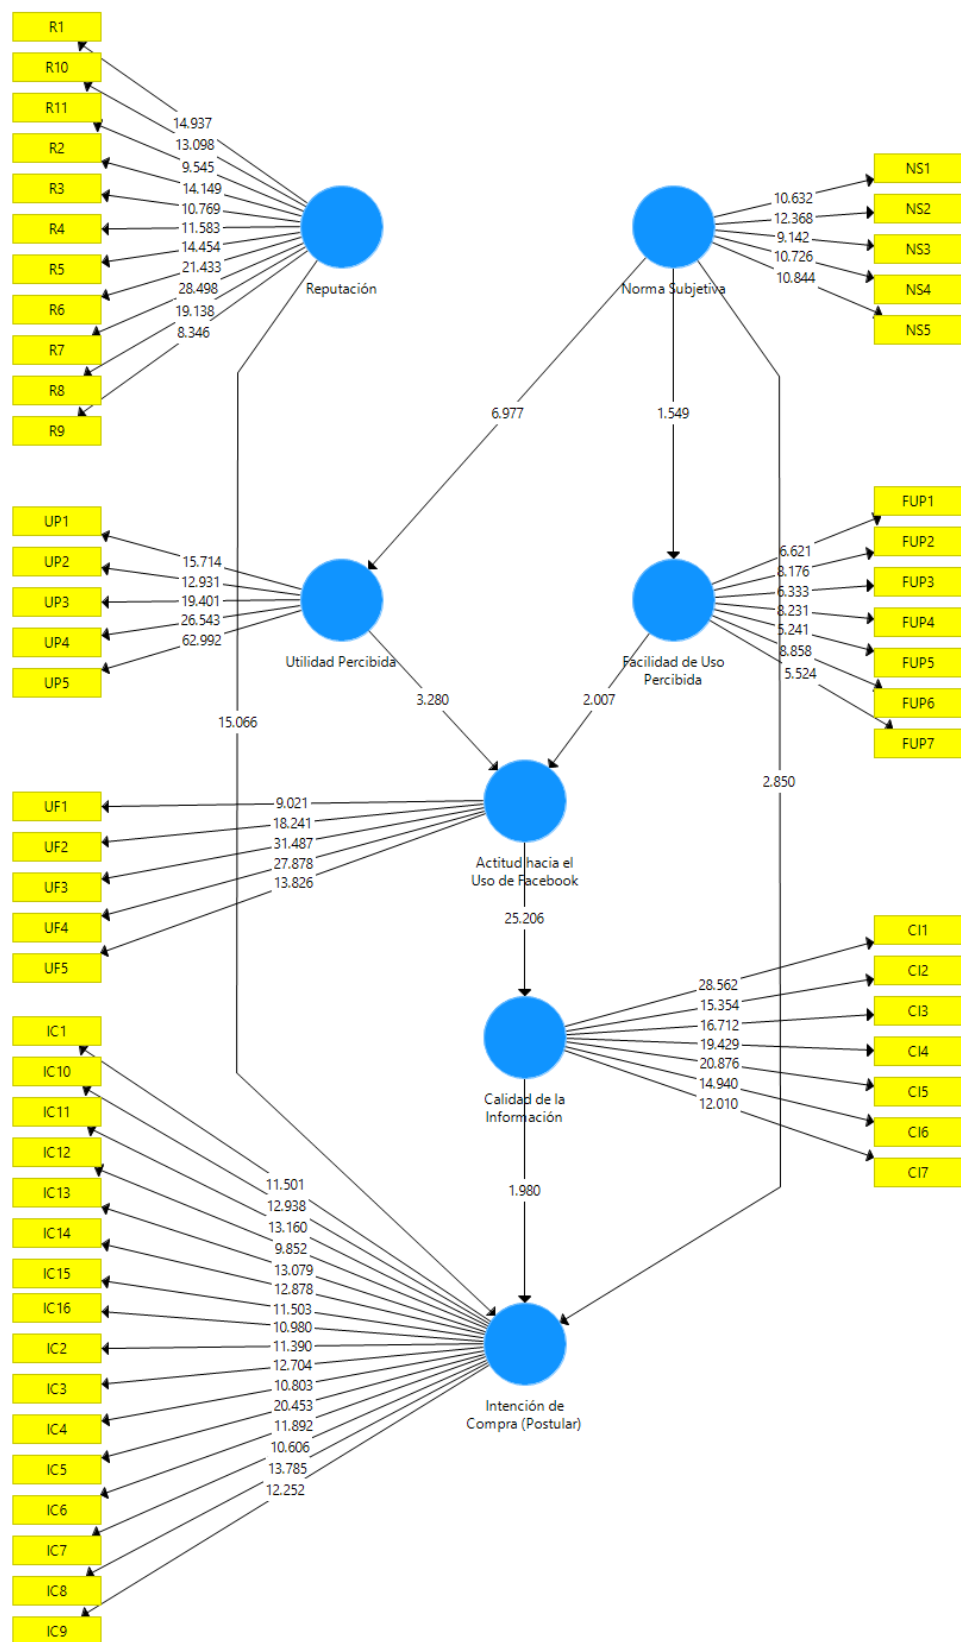 R1
R10
R11
R2
R3
R4
R5
R6
R7
R8
R9
14.937
13.098
9.545
14.149
10.769
11.583
14.454
21.433
28.498
19.138
8.346
Reputación
NS1
NS2
NS3
NS4
NS5
10.632
12.368
9.142
10.726
10.844
Norma Subjetiva
6.977
1.549
UP1
UP2
UP3
UP4
UP5
15.714
12.931
19.401
26.543
62.992
Utilidad Percibida
FUP1
FUP2
FUP3
FUP4
FUP5
FUP6
FUP7
6.621
8.176
6.333
8.231
5.241
8.858
5.524
Facilidad de Uso
Percibida
3.280
2.007
15.066
2.850
UF1
UF2
UF3
UF4
UF5
9.021
18.241
31.487
27.878
13.826
Actitud hacia el
Uso de Facebook
25.206
CI1
CI2
CI3
CI4
CI5
CI6
CI7
28.562
15.354
16.712
19.429
20.876
14.940
12.010
Calidad de la
Información
1.980
IC1
IC10
IC11
IC12
IC13
IC14
IC15
IC16
IC2
IC3
IC4
IC5
IC6
IC7
IC8
IC9
11.501
12.938
13.160
9.852
13.079
12.878
11.503
10.980
11.390
12.704
10.803
20.453
11.892
10.606
13.785
12.252
Intención de
Compra (Postular)